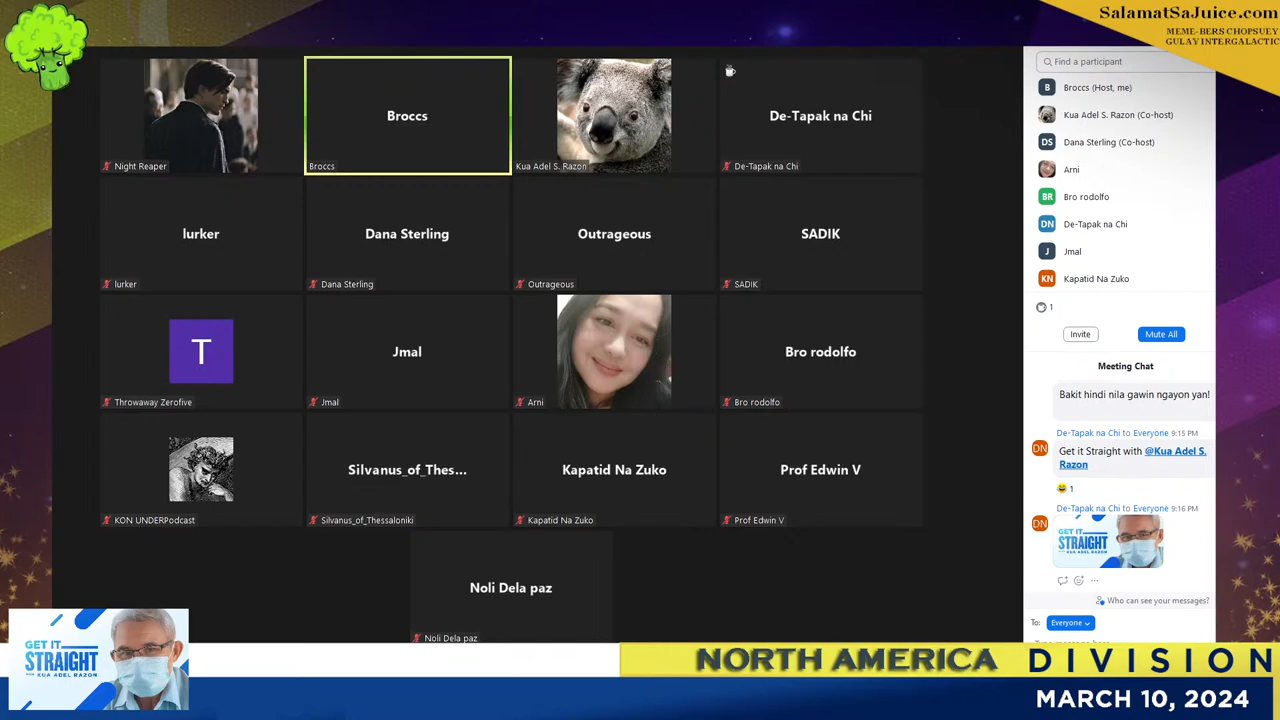 SalamatSaJuice.com
MEME-BERS CHOPSUEY
GULAY INTERGALACTIC
Night Reaper
Broccs
Broccs
Kua Adel S. Razon
De-Tapak na Chi
De-Tapak na Chi
lurker
lurker
Dana Sterling
Dana Sterling
Outrageous
Outrageous
SADIK
SADIK
T
Throwaway Zerofive
Jmal
Jmal
Arni
Bro rodolfo
Bro rodolfo
KON UNDERPodcast
Silvanus_of_Thes...
Silvanus_of_Thessaloniki
Kapatid Na Zuko
Kapatid Na Zuko
Prof Edwin V
Prof Edwin V
Noli Dela paz
Noli Dela paz
Find a participant
B Broccs (Host, me)
Kua Adel S. Razon (Co-host)
DS Dana Sterling (Co-host)
Arni
BR Bro rodolfo
DN De-Tapak na Chi
J Jmal
KN Kapatid Na Zuko
1
Invite Mute All
Meeting Chat
Bakit hindi nila gawin ngayon yan!
De-Tapak na Chi to Everyone 9:15 PM
DN Get it Straight with @Kua Adel S.
Razon
1
De-Tapak na Chi to Everyone 9:16 PM
DN
GET IT
STRAIGHT
Who can see your messages?
To: Everyone
GET IT
STRAIGHT
WITH KUA ADEL RAZON
NORTH AMERICA DIVISION
MARCH 10, 2024